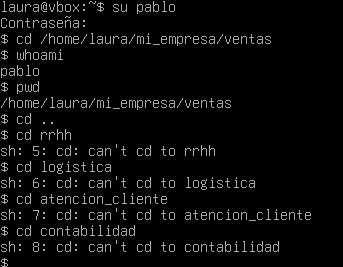 laura@vbox:~$ su pablo
Contraseña:
$ cd /home/laura/mi_empresa/ventas
$ whoami
pablo
$ pwd
/home/laura/mi_empresa/ventas
$ cd ..
$ cd rrhh
sh: 5: cd: can't cd to rrhh
$ cd logistica
sh: 6: cd: can't cd to logistica
$ cd atencion_cliente
sh: 7: cd: can't cd to atencion_cliente
$ cd contabilidad
sh: 8: cd: can't cd to contabilidad
$